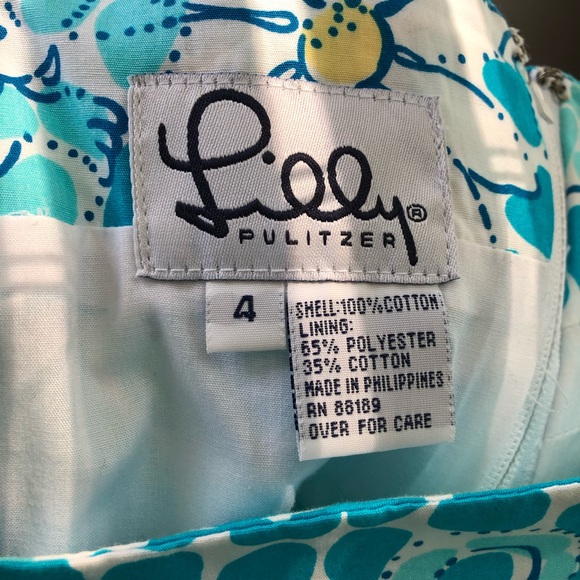 Lilly®
PULITZER
4
SHELL:100%COTTON
LINING:
65% POLYESTER
35% COTTON
MADE IN PHILIPPINES
RN 88189
OVER FOR CARE